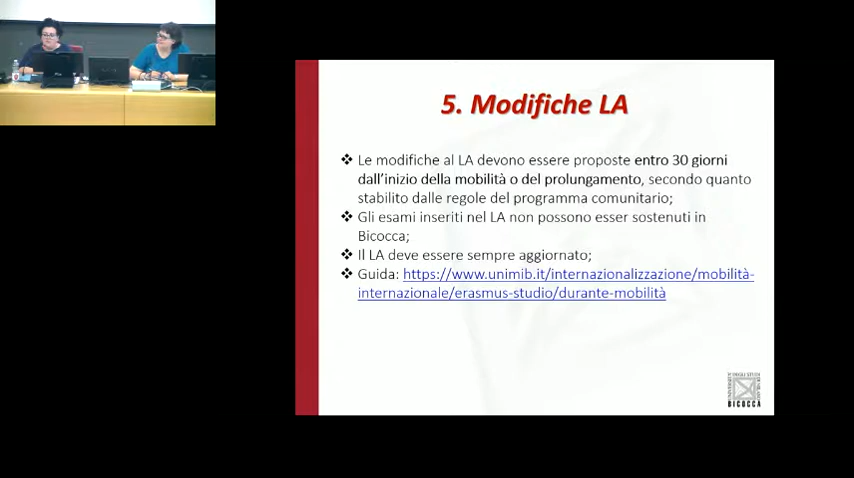 5. Modifiche LA
❖ Le modifiche al LA devono essere proposte entro 30 giorni
dall'inizio della mobilità o del prolungamento, secondo quanto
stabilito dalle regole del programma comunitario;
❖ Gli esami inseriti nel LA non possono esser sostenuti in
Bicocca;
❖ Il LA deve essere sempre aggiornato;
❖ Guida: https://www.unimib.it/internazionalizzazione/mobilità-
internazionale/erasmus-studio/durante-mobilità
BICOCCA